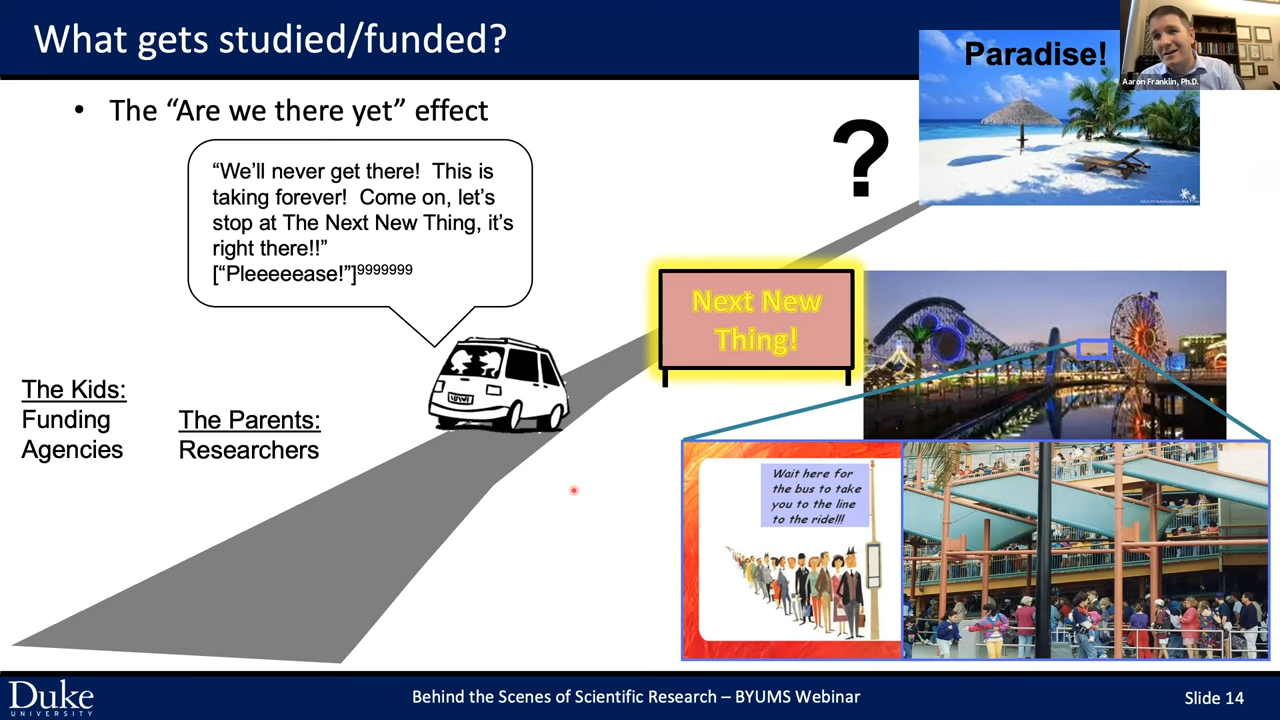 What gets studied/funded?
Paradise!
Aaron Franklin, Ph.D.
• The “Are we there yet” effect
“We’ll never get there! This is
taking forever! Come on, let’s
stop at The Next New Thing, it’s
right there!!”
[“Pleeeeease!”]9999999
?
Next New
Thing!
The Kids:
Funding
Agencies
The Parents:
Researchers
Wait here for
the bus to take
you to the line
to the ride!!!
Duke
UNIVERSITY
Behind the Scenes of Scientific Research – BYUMS Webinar
Slide 14